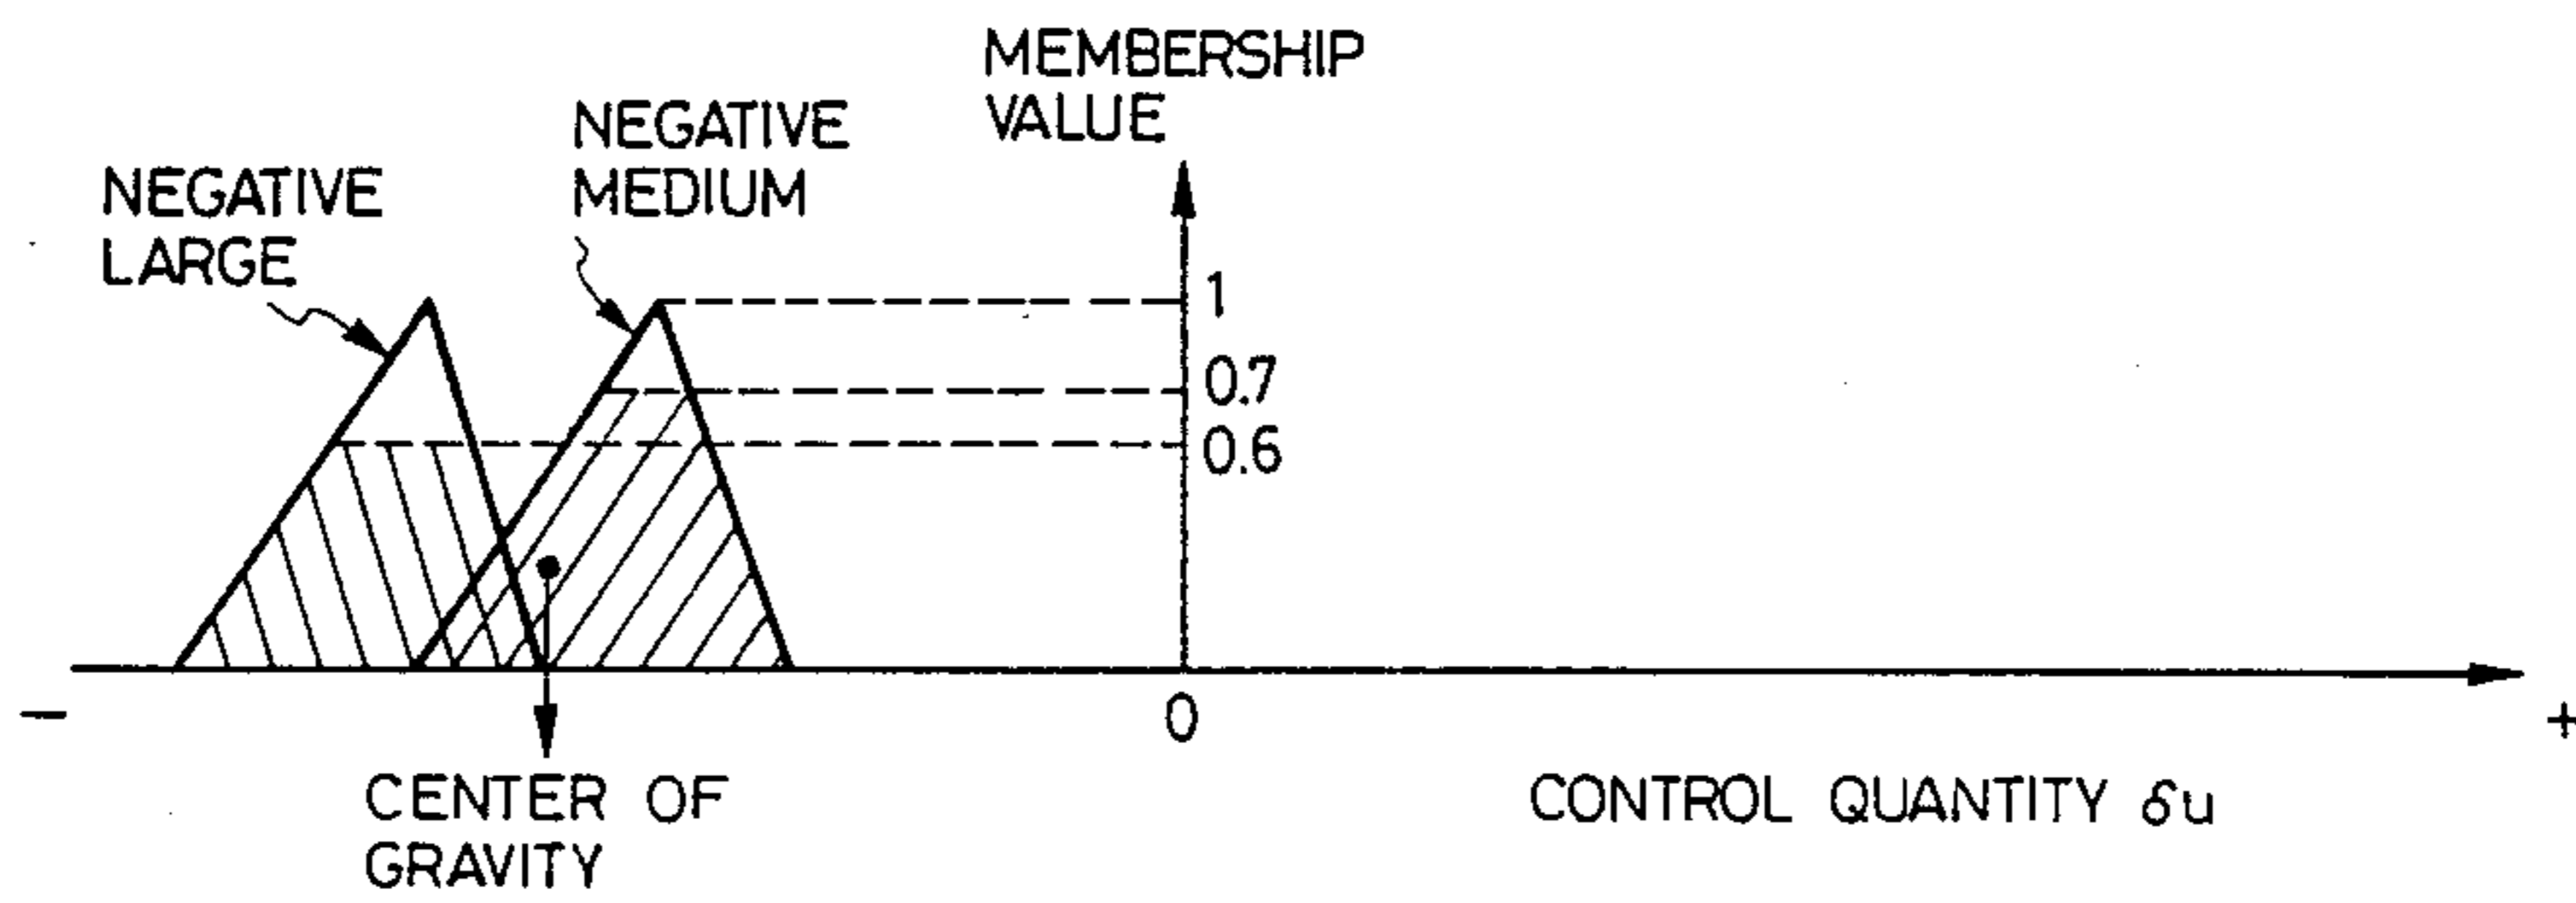 MEMBERSHIP
VALUE
NEGATIVE
MEDIUM
NEGATIVE
LARGE
1
0.7
0.6
−
0
+
CENTER OF
GRAVITY
CONTROL QUANTITY δu